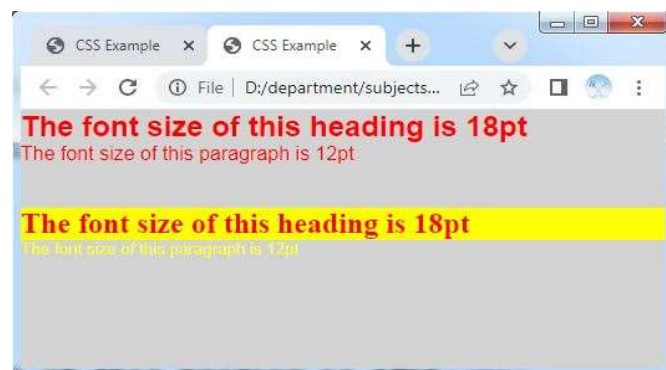 CSS Example
CSS Example
File | D:/department/subjects...
The font size of this heading is 18pt
The font size of this paragraph is 12pt
The font size of this heading is 18pt
The font size of this paragraph is 12pt